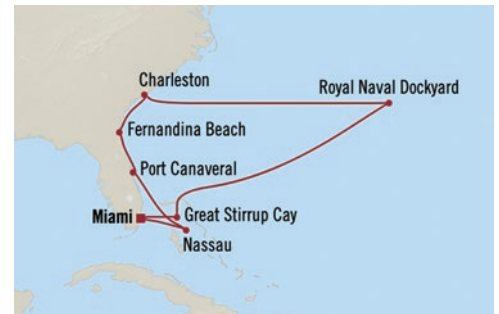 Charleston
Royal Naval Dockyard
Fernandina Beach
Port Canaveral
Miami
Great Stirrup Cay
Nassau